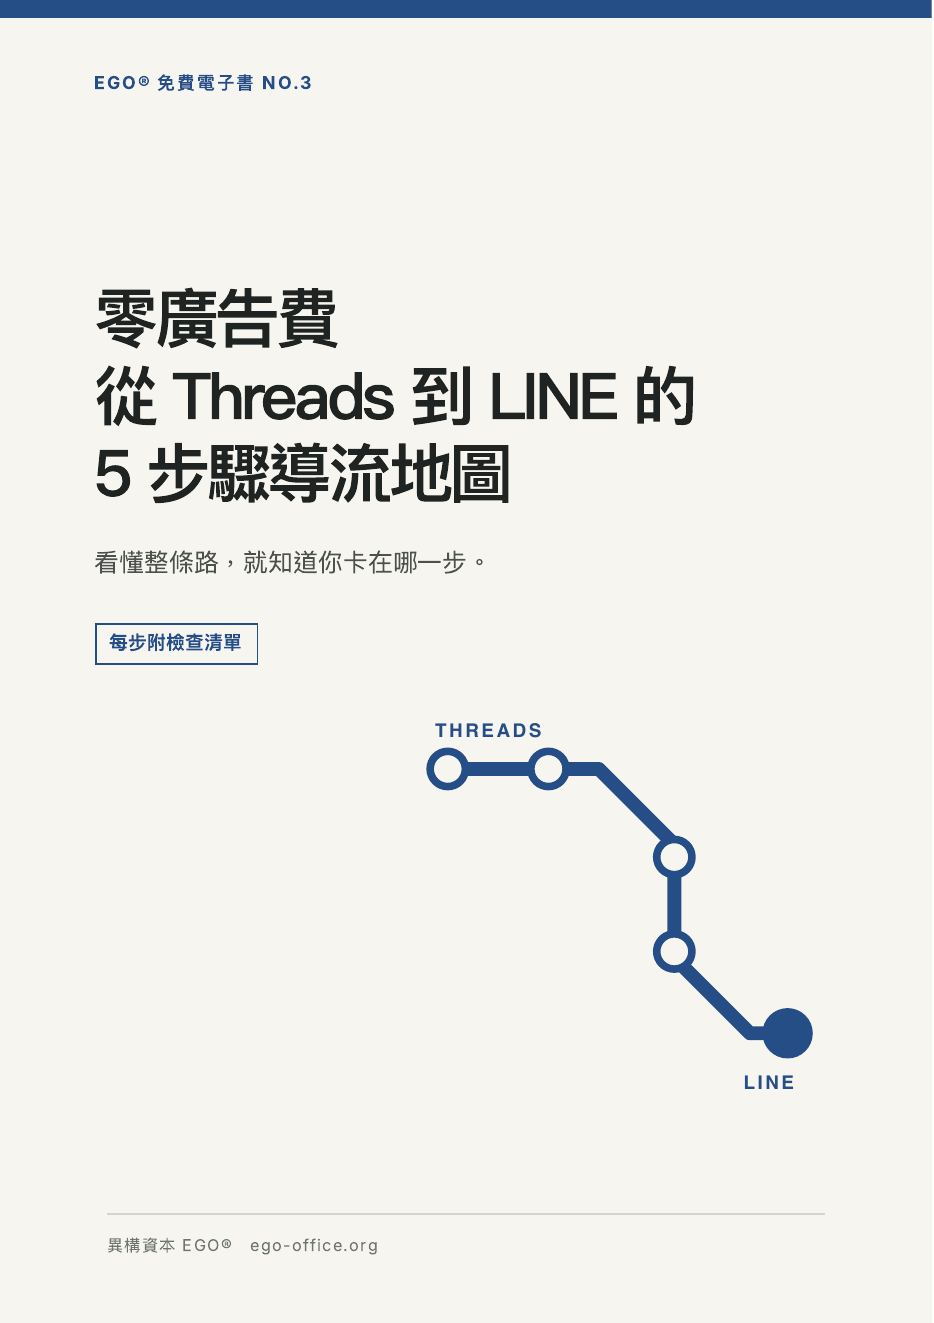 EGO® 免費電子書 NO.3
零廣告費
從 Threads 到 LINE 的
5 步驟導流地圖
看懂整條路，就知道你卡在哪一步。
每步附檢查清單
THREADS
LINE
異構資本 EGO® ego-office.org